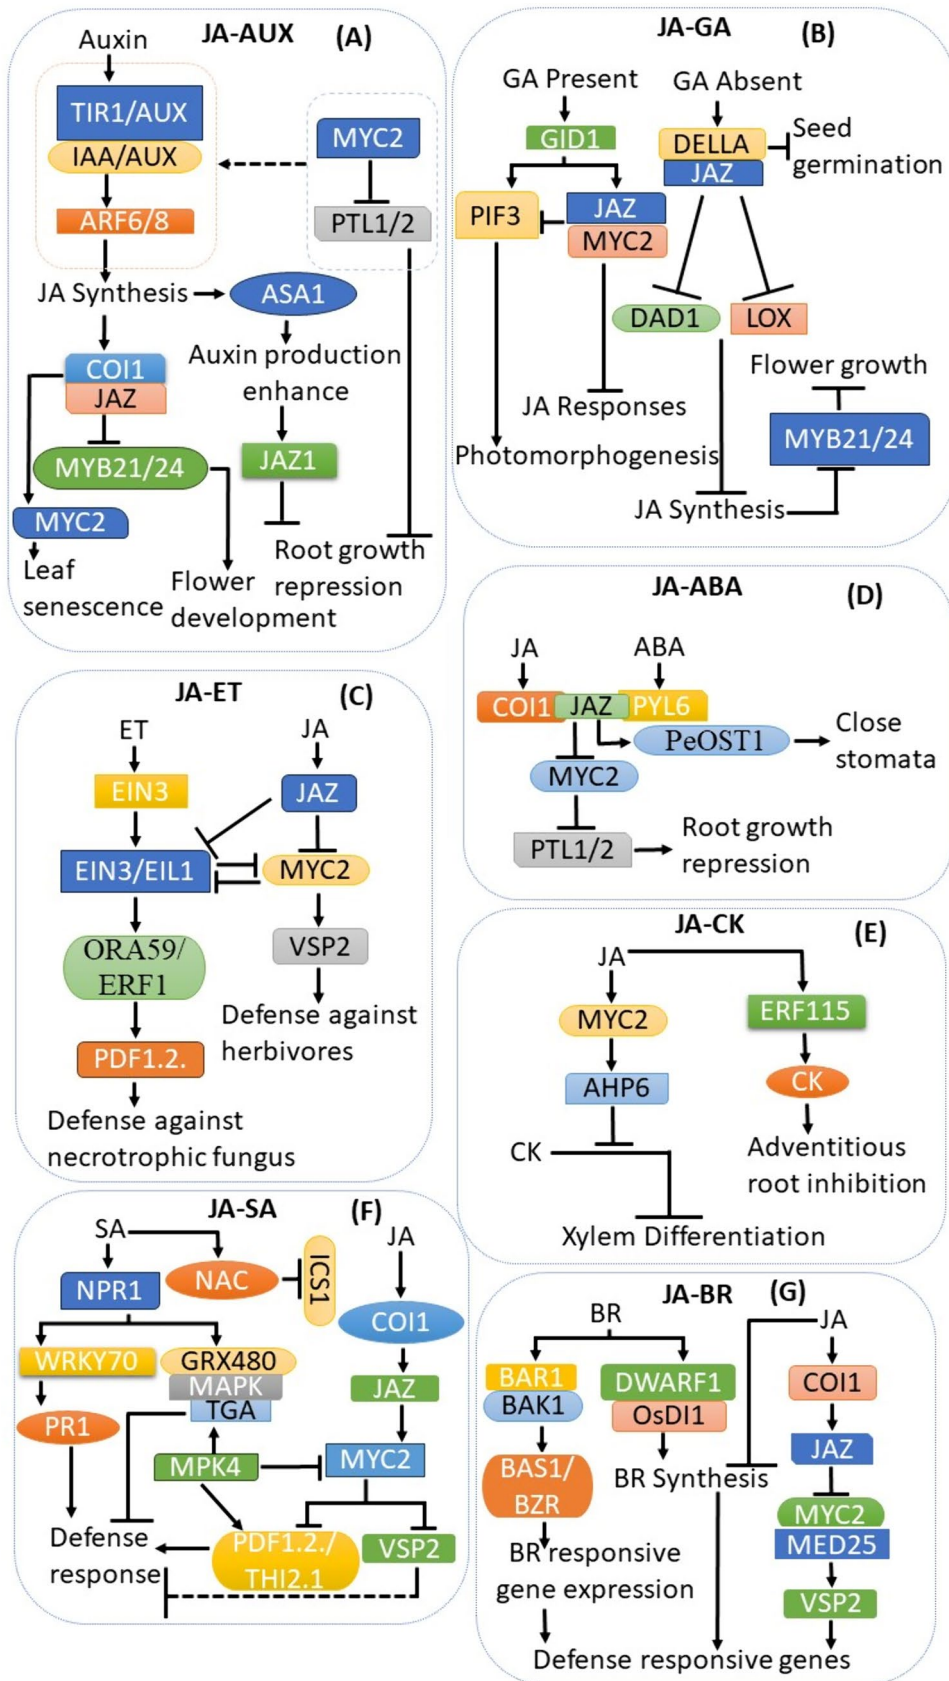 JA-AUX
(A)
Auxin
TIR1/AUX
IAA/AUX
ARF6/8
MYC2
PTL1/2
JA Synthesis
ASA1
COI1
JAZ
Auxin production
enhance
MYB21/24
JAZ1
MYC2
Leaf
senescence
Flower
development
Root growth
repression
JA-GA
(B)
GA Present
GA Absent
GID1
DELLA
JAZ
Seed
germination
PIF3
JAZ
MYC2
DAD1
LOX
Flower growth
JA Responses
MYB21/24
Photomorphogenesis
JA Synthesis
JA-ET
(C)
ET
JA
EIN3
JAZ
EIN3/EIL1
MYC2
ORA59/
ERF1
VSP2
Defense against
herbivores
PDF1.2.
Defense against
necrotrophic fungus
JA-ABA
(D)
JA
ABA
COI1
JAZ
PYL6
PeOST1
Close
stomata
MYC2
PTL1/2
Root growth
repression
JA-CK
(E)
JA
MYC2
ERF115
AHP6
CK
CK
Adventitious
root inhibition
Xylem Differentiation
JA-SA
(F)
SA
JA
NPR1
NAC
ICS1
COI1
WRKY70
GRX480
MAPK
TGA
JAZ
PR1
MPK4
MYC2
Defense
response
PDF1.2./
THI2.1
VSP2
JA-BR
(G)
BR
JA
BAR1
BAK1
DWARF1
OsDI1
COI1
JAZ
BAS1/
BZR
BR Synthesis
MYC2
MED25
BR responsive
gene expression
VSP2
Defense responsive genes